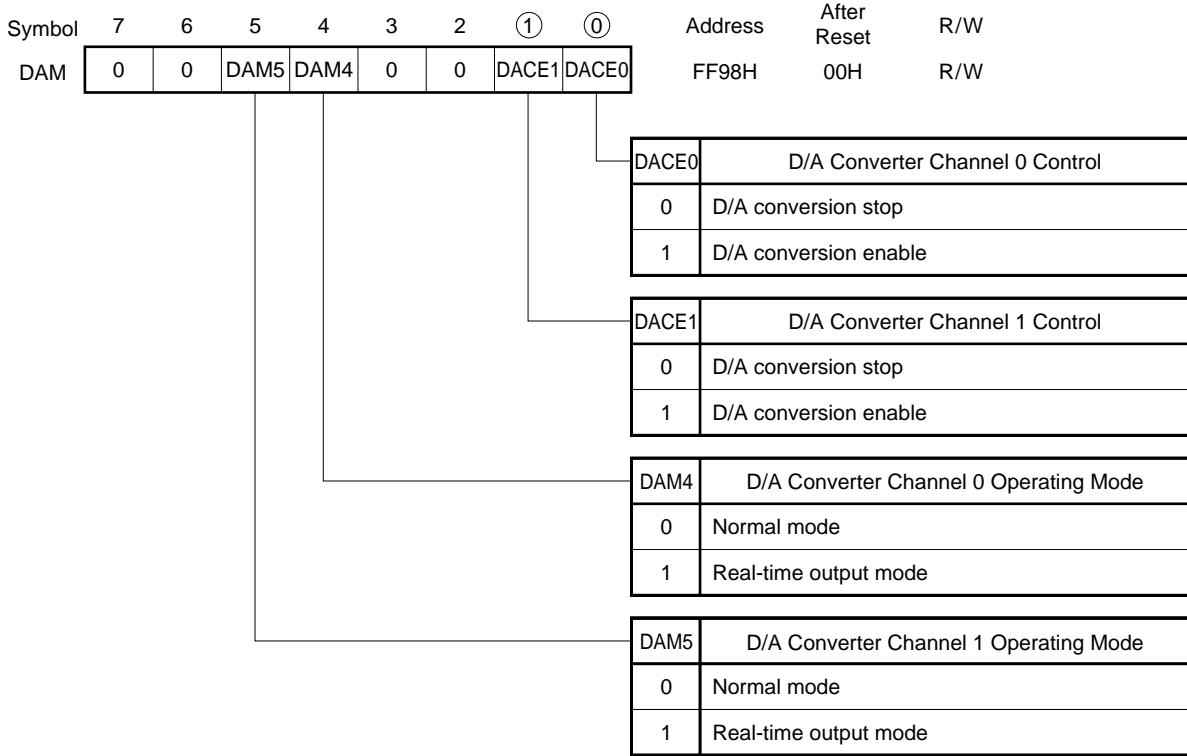 Symbol 7 6 5 4 3 2 ① ⓪ Address After Reset R/W
DAM 0 0 DAM5 DAM4 0 0 DACE1 DACE0 FF98H 00H R/W
DACE0 D/A Converter Channel 0 Control
0 D/A conversion stop
1 D/A conversion enable
DACE1 D/A Converter Channel 1 Control
0 D/A conversion stop
1 D/A conversion enable
DAM4 D/A Converter Channel 0 Operating Mode
0 Normal mode
1 Real-time output mode
DAM5 D/A Converter Channel 1 Operating Mode
0 Normal mode
1 Real-time output mode